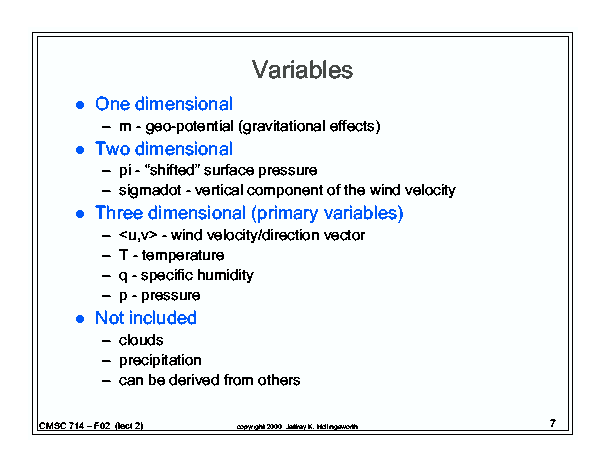 Variables
● One dimensional
– m - geo-potential (gravitational effects)
● Two dimensional
– pi - “shifted” surface pressure
– sigmadot - vertical component of the wind velocity
● Three dimensional (primary variables)
– <u,v> - wind velocity/direction vector
– T - temperature
– q - specific humidity
– p - pressure
● Not included
– clouds
– precipitation
– can be derived from others
CMSC 714 – F02 (lect 2)
copyright 2000 Jeffrey K. Hollingsworth
7